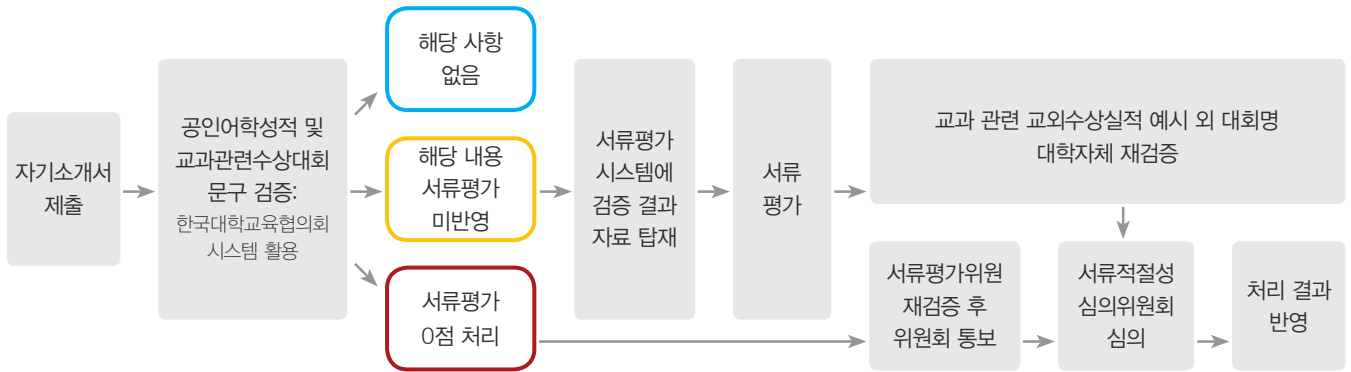 자기소개서
제출
공인어학성적 및
교과관련수상대회
문구 검증:
한국대학교육협의회
시스템 활용
해당 사항
없음
해당 내용
서류평가
미반영
서류평가
0점 처리
서류평가
시스템에
검증 결과
자료 탑재
서류
평가
교과 관련 교외수상실적 예시 외 대회명
대학자체 재검증
서류평가위원
재검증 후
위원회 통보
서류적절성
심의위원회
심의
처리 결과
반영